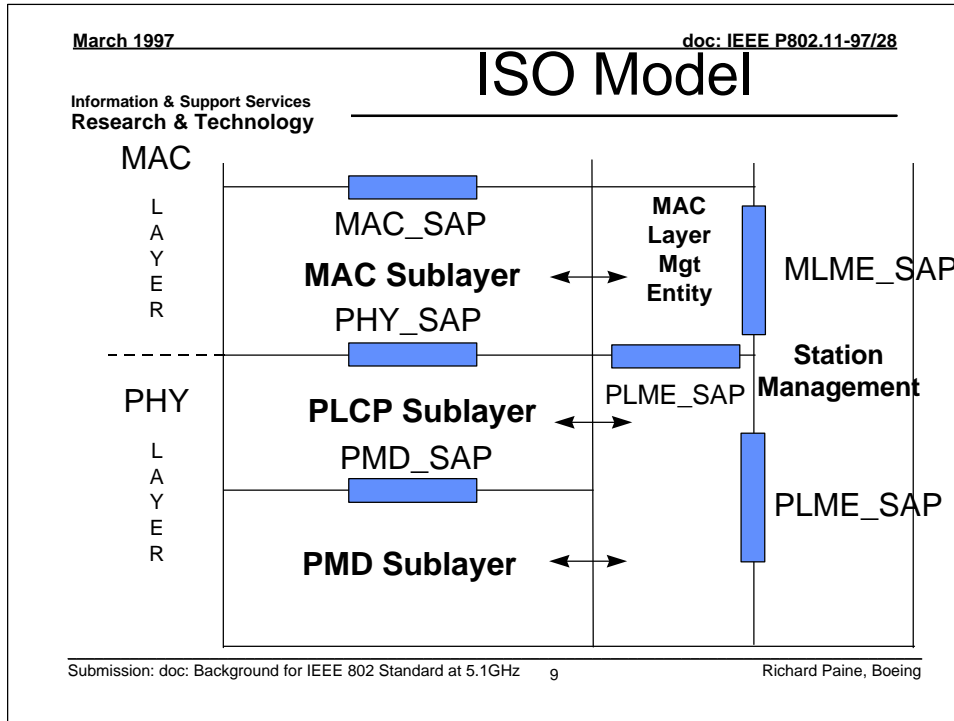 March 1997
doc: IEEE P802.11-97/28
ISO Model
Information & Support Services
Research & Technology
MAC
L
A
Y
E
R
MAC_SAP
MAC Sublayer
MAC
Layer
Mgt
Entity
MLME_SAP
PHY_SAP
PLME_SAP
Station
Management
PHY
L
A
Y
E
R
PLCP Sublayer
PMD_SAP
PLME_SAP
PMD Sublayer
Submission: doc: Background for IEEE 802 Standard at 5.1GHz
9
Richard Paine, Boeing